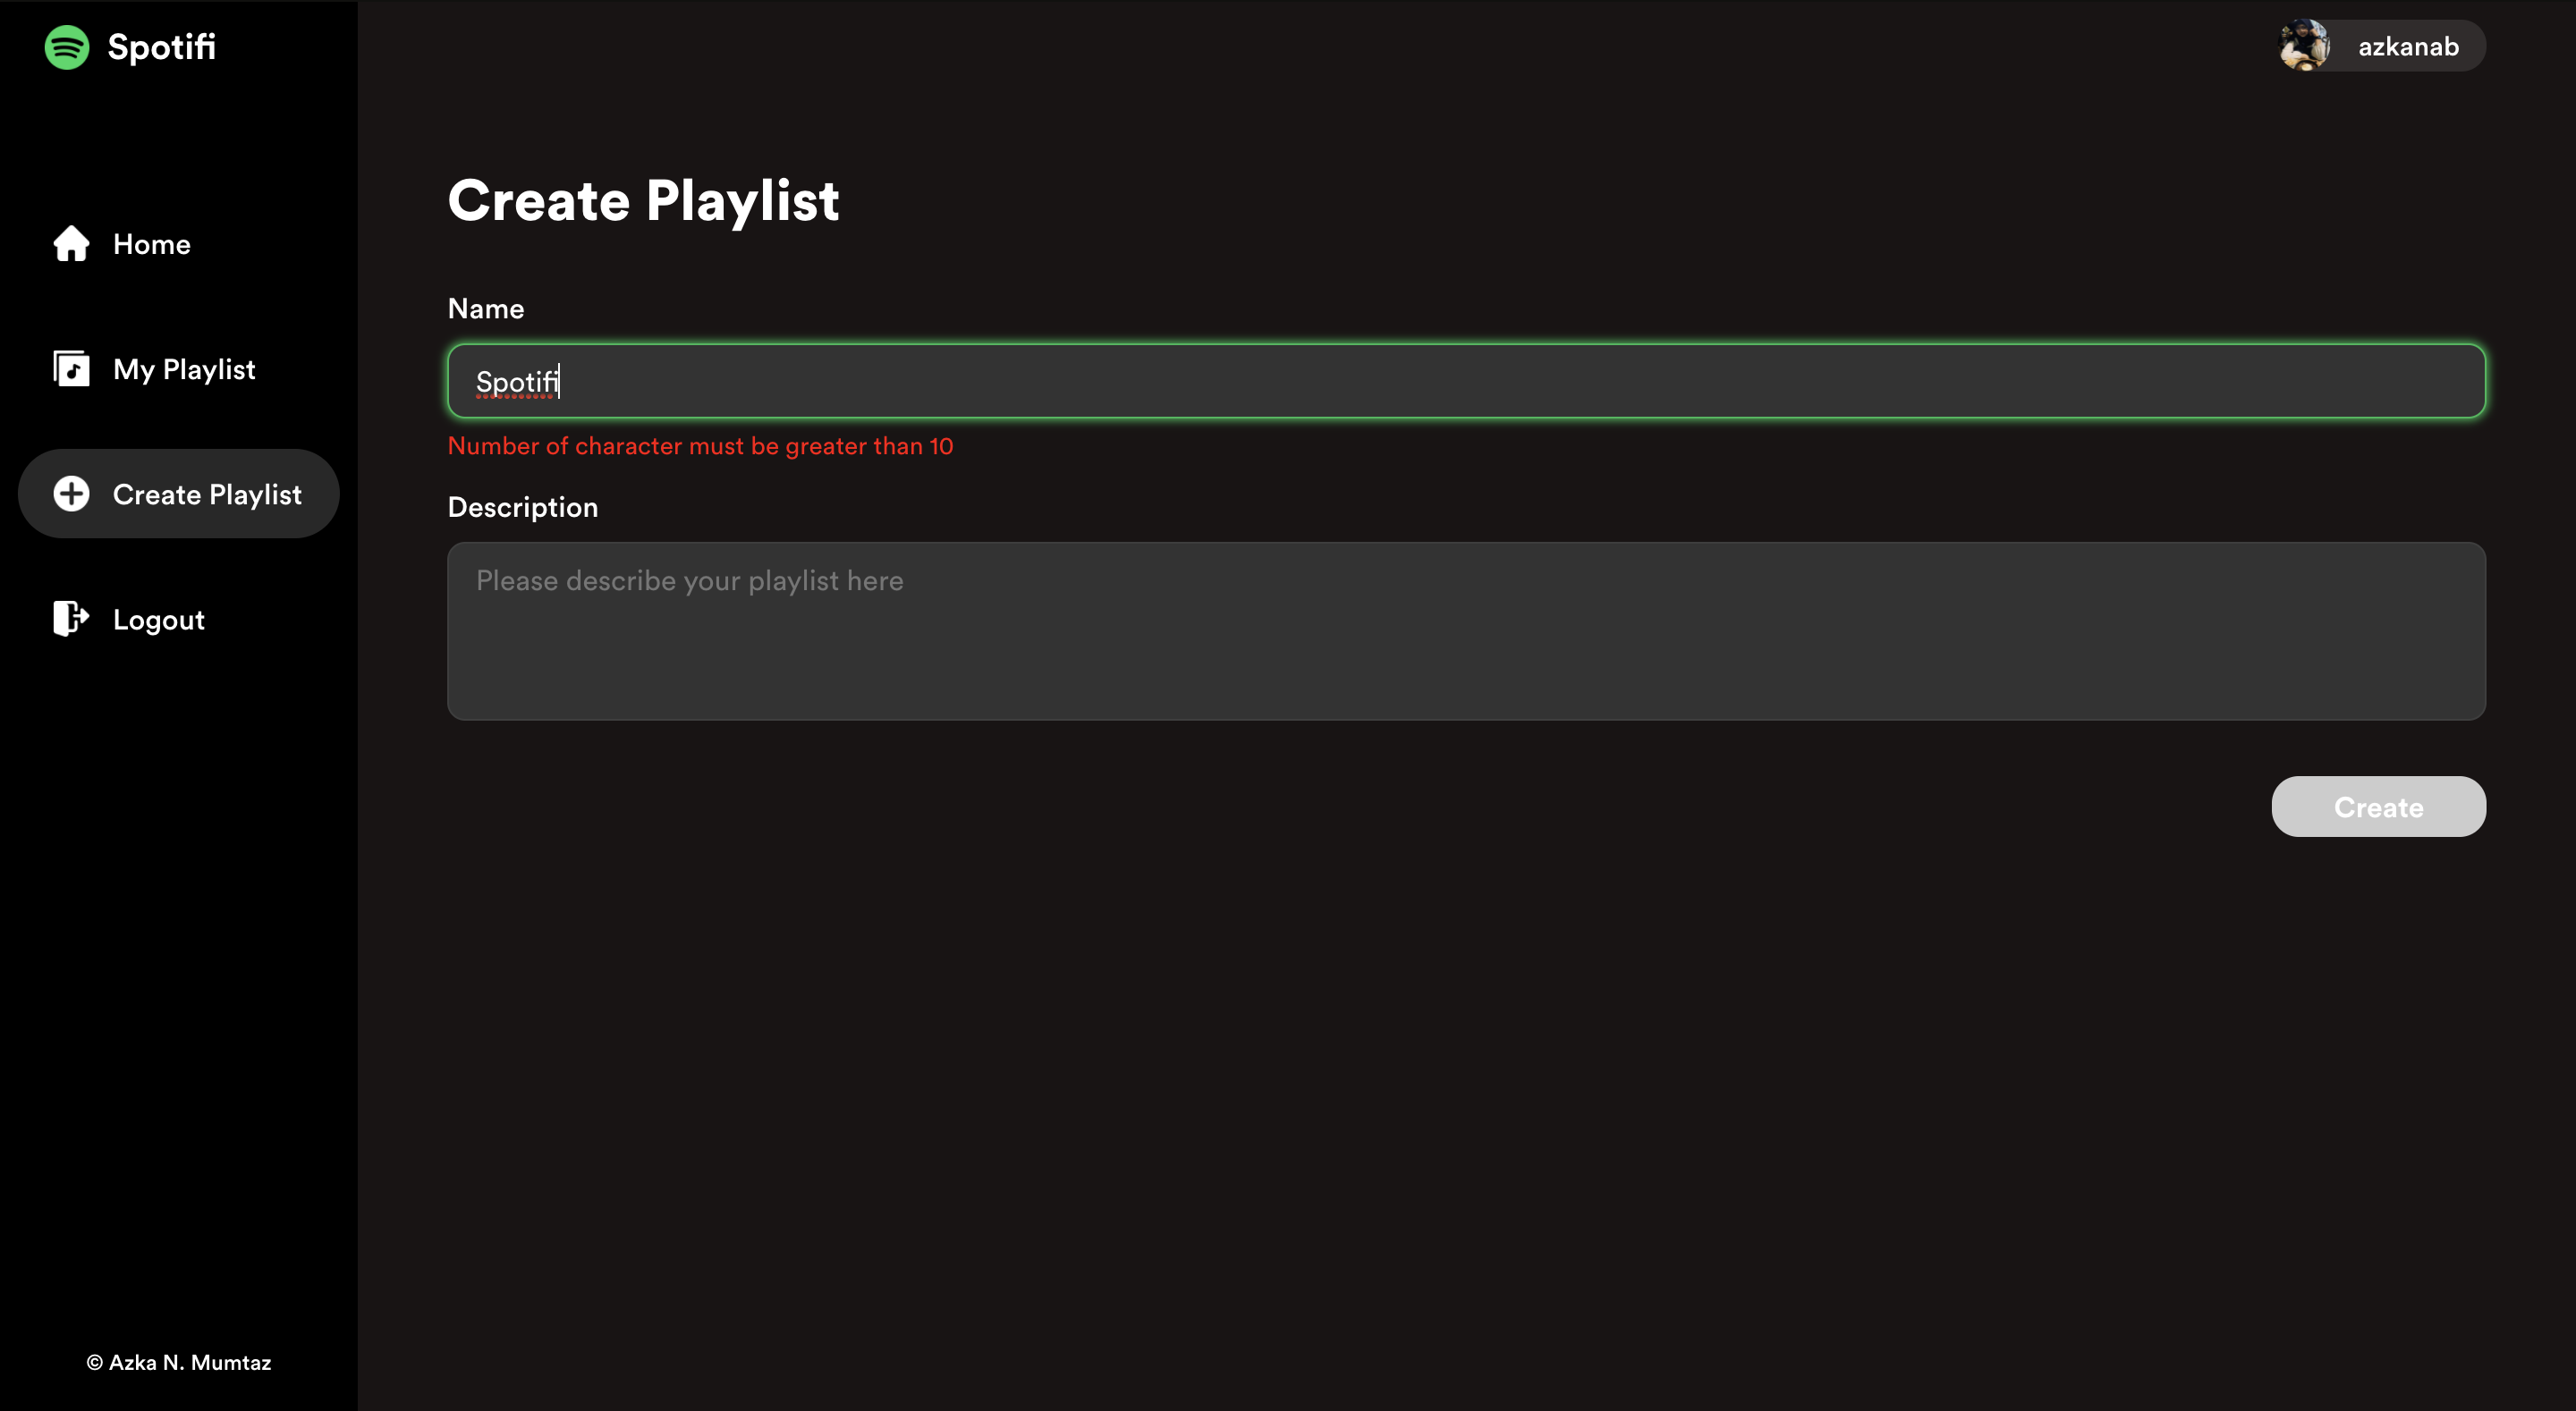 Spotifi
azkanab
Home
My Playlist
Create Playlist
Logout
© Azka N. Mumtaz
Create Playlist
Name
Spotifi
Number of character must be greater than 10
Description
Please describe your playlist here
Create